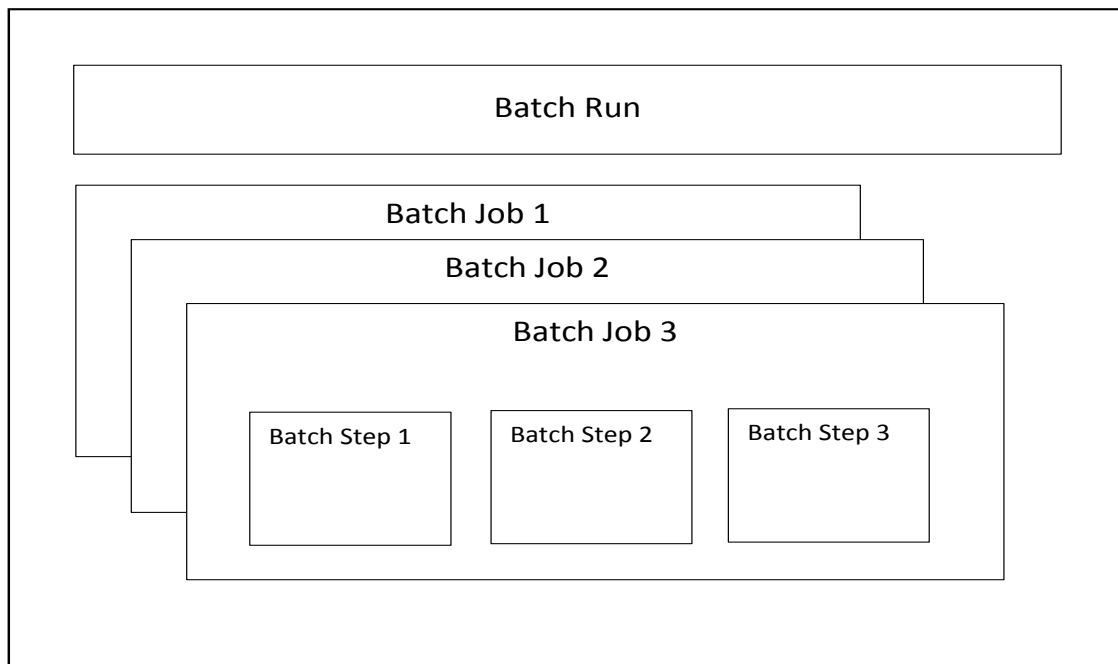 Batch Run
Batch Job 1
Batch Job 2
Batch Job 3
Batch Step 1
Batch Step 2
Batch Step 3